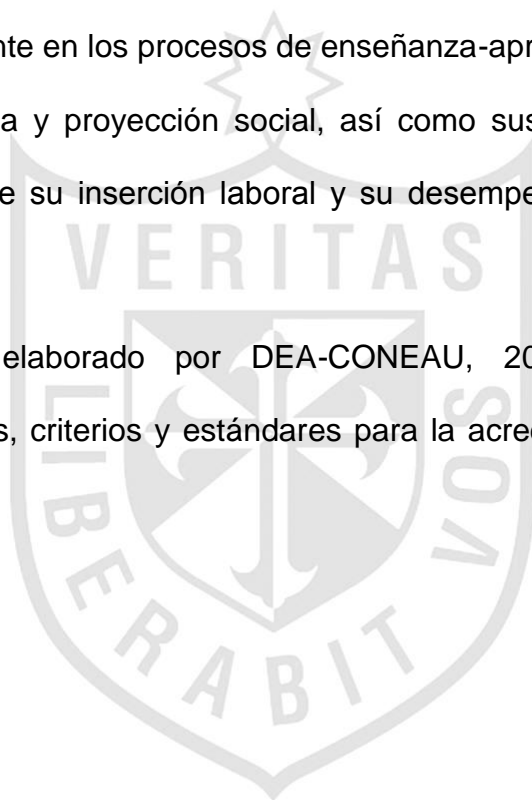 nte en los procesos de enseñanza-apr
a y proyección social, así como sus
e su inserción laboral y su desempe
VERITAS
elaborado por DEA-CONEAU, 20
s, criterios y estándares para la acre
LIBERABIT VOS